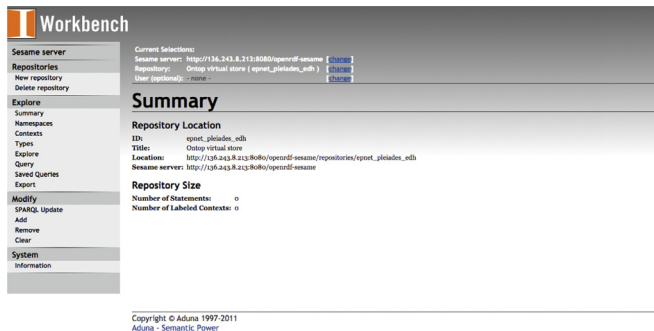 Workbench
Sesame server
Repositories
New repository
Delete repository
Explore
Summary
Namespaces
Contexts
Types
Explore
Query
Saved Queries
Export
Modify
SPARQL Update
Add
Remove
Clear
System
Information
Current Selections:
Sesame server: http://136.243.8.213:8080/openrdf-sesame [change]
Repository: Ontop virtual store ( epnet_pleiades_edh ) [change]
User (optional): - none - [change]
Summary
Repository Location
ID: epnet_pleiades_edh
Title: Ontop virtual store
Location: http://136.243.8.213:8080/openrdf-sesame/repositories/epnet_pleiades_edh
Sesame server: http://136.243.8.213:8080/openrdf-sesame
Repository Size
Number of Statements: 0
Number of Labeled Contexts: 0
Copyright © Aduna 1997-2011
Aduna - Semantic Power